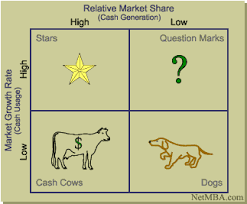 Relative Market Share
(Cash Generation)
High
Low
Market Growth Rate
(Cash Usage)
High
Low
Stars
Question Marks
?
$
Cash Cows
Dogs
NetMBA.com